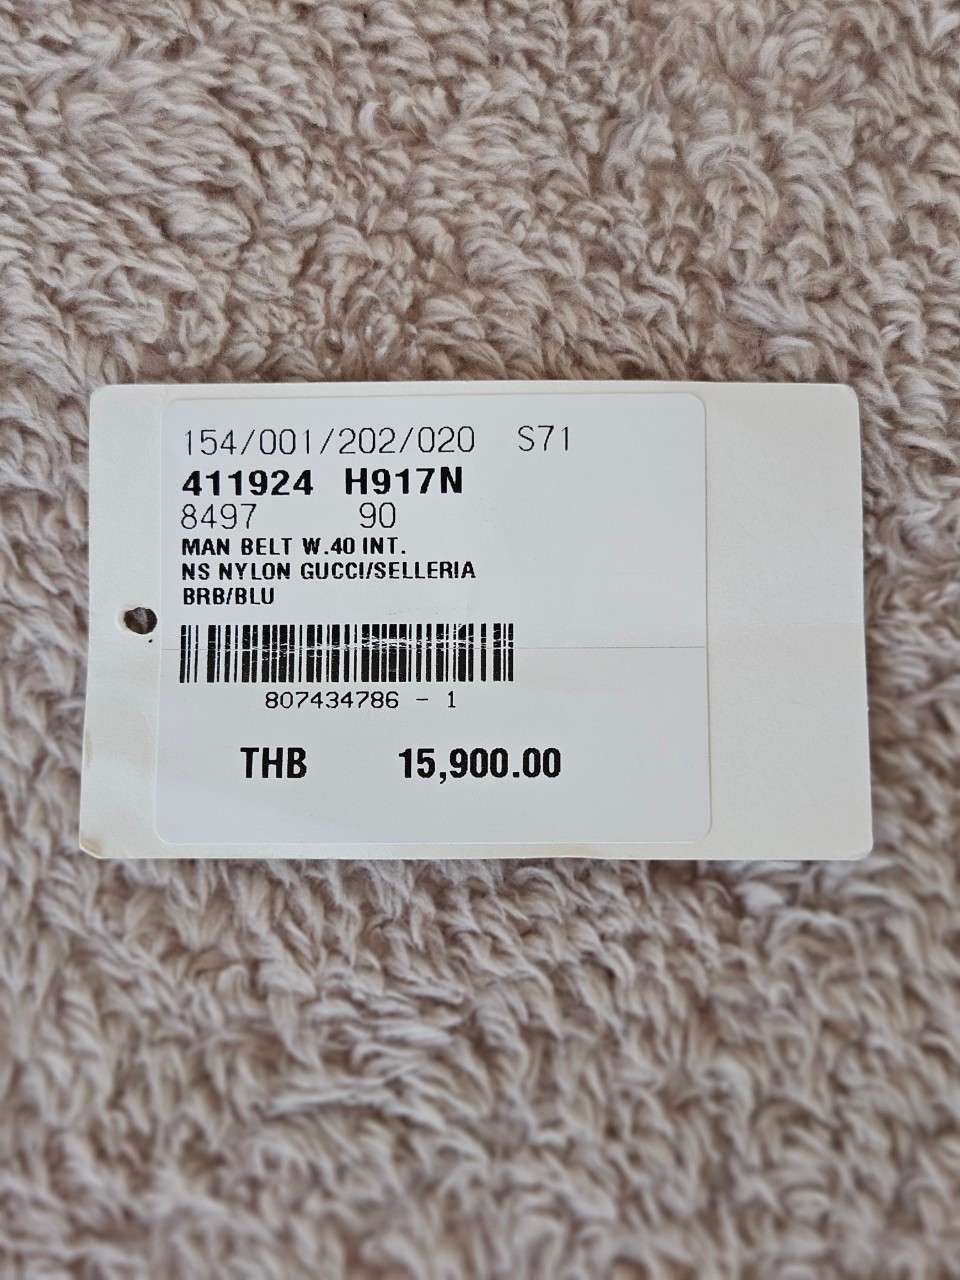 154/001/202/020 S71
411924 H917N
8497 90
MAN BELT W.40 INT.
NS NYLON GUCCI/SELLERIA
BRB/BLU
807434786 - 1
THB 15,900.00